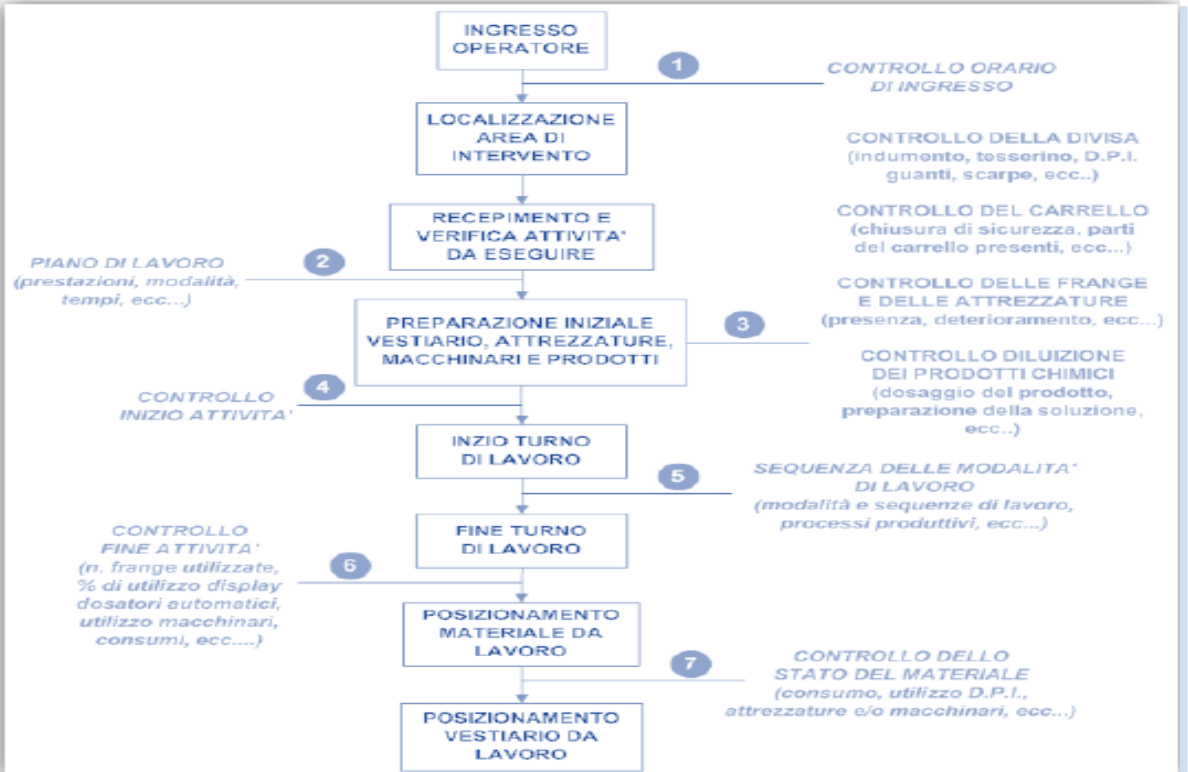 INGRESSO
OPERATORE
1
CONTROLLO ORARIO
DI INGRESSO
LOCALIZZAZIONE
AREA DI
INTERVENTO
CONTROLLO DELLA DIVISA
(indumento, tesserino, D.P.I.
guanti, scarpe, ecc..)
RECEPIMENTO E
VERIFICA ATTIVITA'
DA ESEGUIRE
CONTROLLO DEL CARRELLO
(chiusura di sicurezza, parti
del carrello presenti, ecc...)
2
PIANO DI LAVORO
(prestazioni, modalità,
tempi, ecc...)
CONTROLLO DELLE FRANGE
E DELLE ATTREZZATURE
(presenza, deterioramento, ecc...)
PREPARAZIONE INIZIALE
VESTIARIO, ATTREZZATURE,
MACCHINARI E PRODOTTI
3
CONTROLLO DILUIZIONE
DEI PRODOTTI CHIMICI
(dosaggio del prodotto,
preparazione della soluzione,
ecc..)
4
CONTROLLO
INIZIO ATTIVITA'
INZIO TURNO
DI LAVORO
5
SEQUENZA DELLE MODALITA'
DI LAVORO
(modalità e sequenze di lavoro,
processi produttivi, ecc...)
FINE TURNO
DI LAVORO
CONTROLLO
FINE ATTIVITA'
(n. frange utilizzate,
% di utilizzo display
dosatori automatici,
utilizzo macchinari,
consumi, ecc....)
6
POSIZIONAMENTO
MATERIALE DA
LAVORO
7
CONTROLLO DELLO
STATO DEL MATERIALE
(consumo, utilizzo D.P.I.,
attrezzature e/o macchinari, ecc...)
POSIZIONAMENTO
VESTIARIO DA
LAVORO